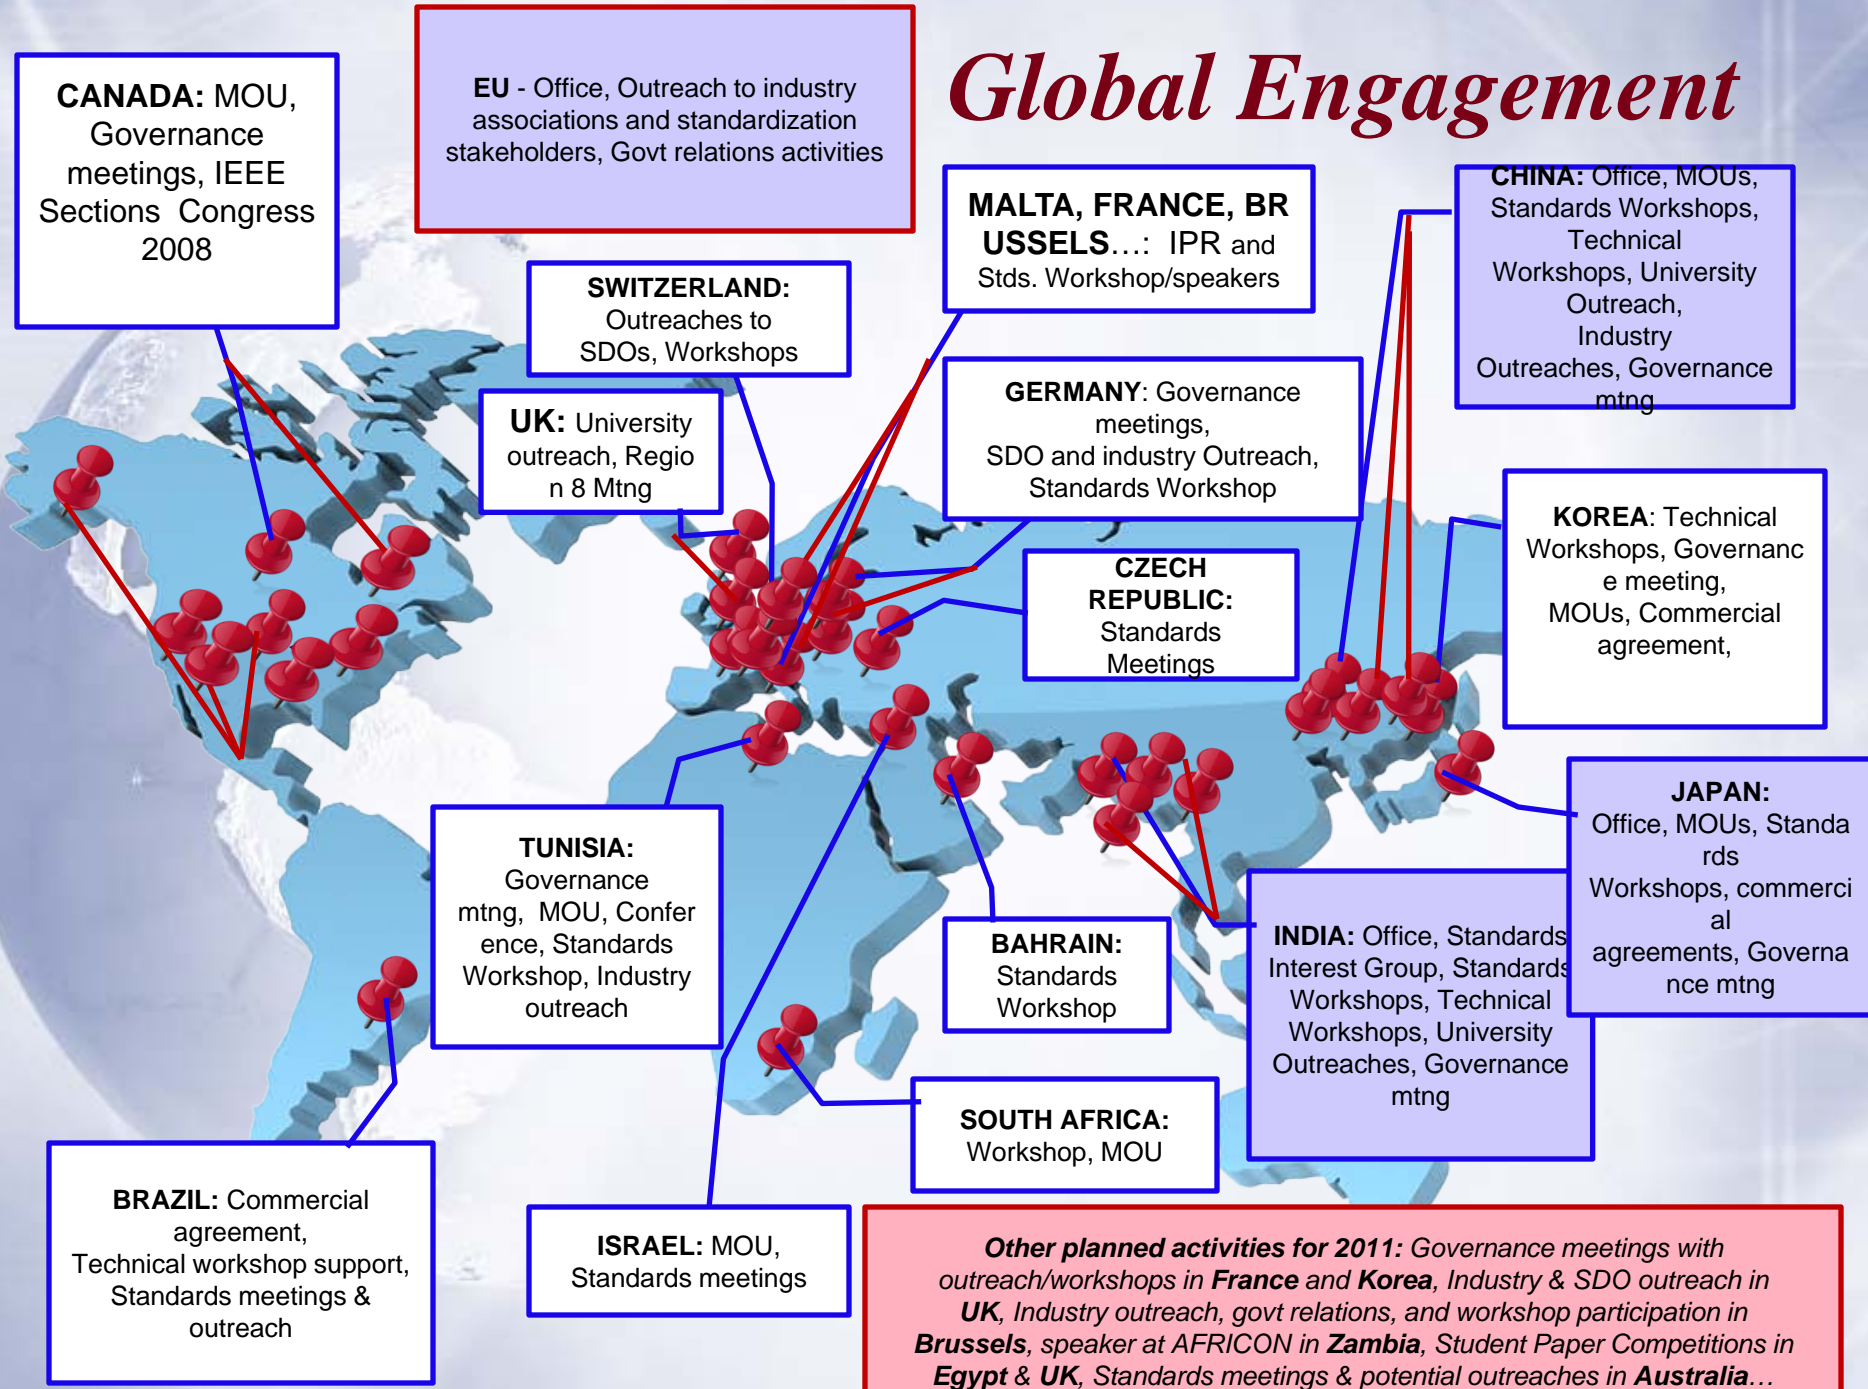 Global Engagement
CANADA: MOU,
Governance
meetings, IEEE
Sections Congress
2008
EU - Office, Outreach to industry
associations and standardization
stakeholders, Govt relations activities
MALTA, FRANCE, BR
USSELS…: IPR and
Stds. Workshop/speakers
CHINA: Office, MOUs,
Standards Workshops,
Technical
Workshops, University
Outreach,
Industry
Outreaches, Governance
mtng
SWITZERLAND:
Outreaches to
SDOs, Workshops
UK: University
outreach, Regio
n 8 Mtng
GERMANY: Governance
meetings,
SDO and industry Outreach,
Standards Workshop
KOREA: Technical
Workshops, Governanc
e meeting,
MOUs, Commercial
agreement,
CZECH
REPUBLIC:
Standards
Meetings
JAPAN:
Office, MOUs, Standa
rds
Workshops, commerci
al
agreements, Governa
nce mtng
TUNISIA:
Governance
mtng, MOU, Confer
ence, Standards
Workshop, Industry
outreach
BAHRAIN:
Standards
Workshop
INDIA: Office, Standards
Interest Group, Standards
Workshops, Technical
Workshops, University
Outreaches, Governance
mtng
SOUTH AFRICA:
Workshop, MOU
BRAZIL: Commercial
agreement,
Technical workshop support,
Standards meetings &
outreach
ISRAEL: MOU,
Standards meetings
Other planned activities for 2011: Governance meetings with
outreach/workshops in France and Korea, Industry & SDO outreach in
UK, Industry outreach, govt relations, and workshop participation in
Brussels, speaker at AFRICON in Zambia, Student Paper Competitions in
Egypt & UK, Standards meetings & potential outreaches in Australia…